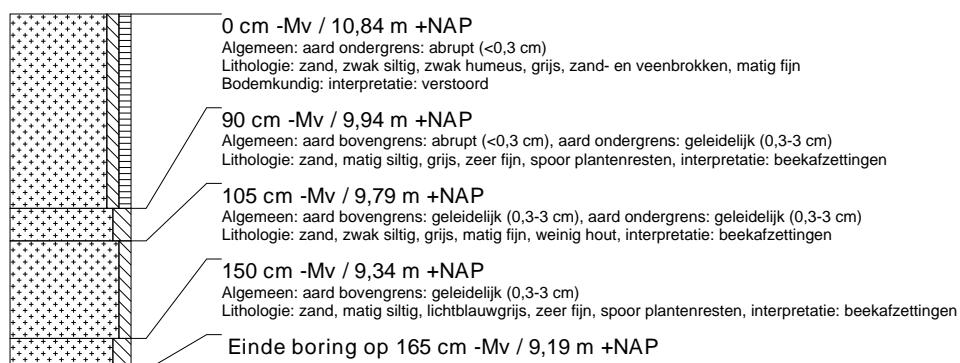 0 cm -Mv / 10,84 m +NAP
Algemeen: aard ondergrens: abrupt (<0,3 cm)
Lithologie: zand, zwak siltig, zwak humeus, grijs, zand- en veenbrokken, matig fijn
Bodemkundig: interpretatie: verstoord
90 cm -Mv / 9,94 m +NAP
Algemeen: aard bovengrens: abrupt (<0,3 cm), aard ondergrens: geleidelijk (0,3-3 cm)
Lithologie: zand, matig siltig, grijs, zeer fijn, spoor plantenresten, interpretatie: beekafzettingen
105 cm -Mv / 9,79 m +NAP
Algemeen: aard bovengrens: geleidelijk (0,3-3 cm), aard ondergrens: geleidelijk (0,3-3 cm)
Lithologie: zand, zwak siltig, grijs, matig fijn, weinig hout, interpretatie: beekafzettingen
150 cm -Mv / 9,34 m +NAP
Algemeen: aard bovengrens: geleidelijk (0,3-3 cm)
Lithologie: zand, matig siltig, lichtblauwgrijs, zeer fijn, spoor plantenresten, interpretatie: beekafzettingen
Einde boring op 165 cm -Mv / 9,19 m +NAP